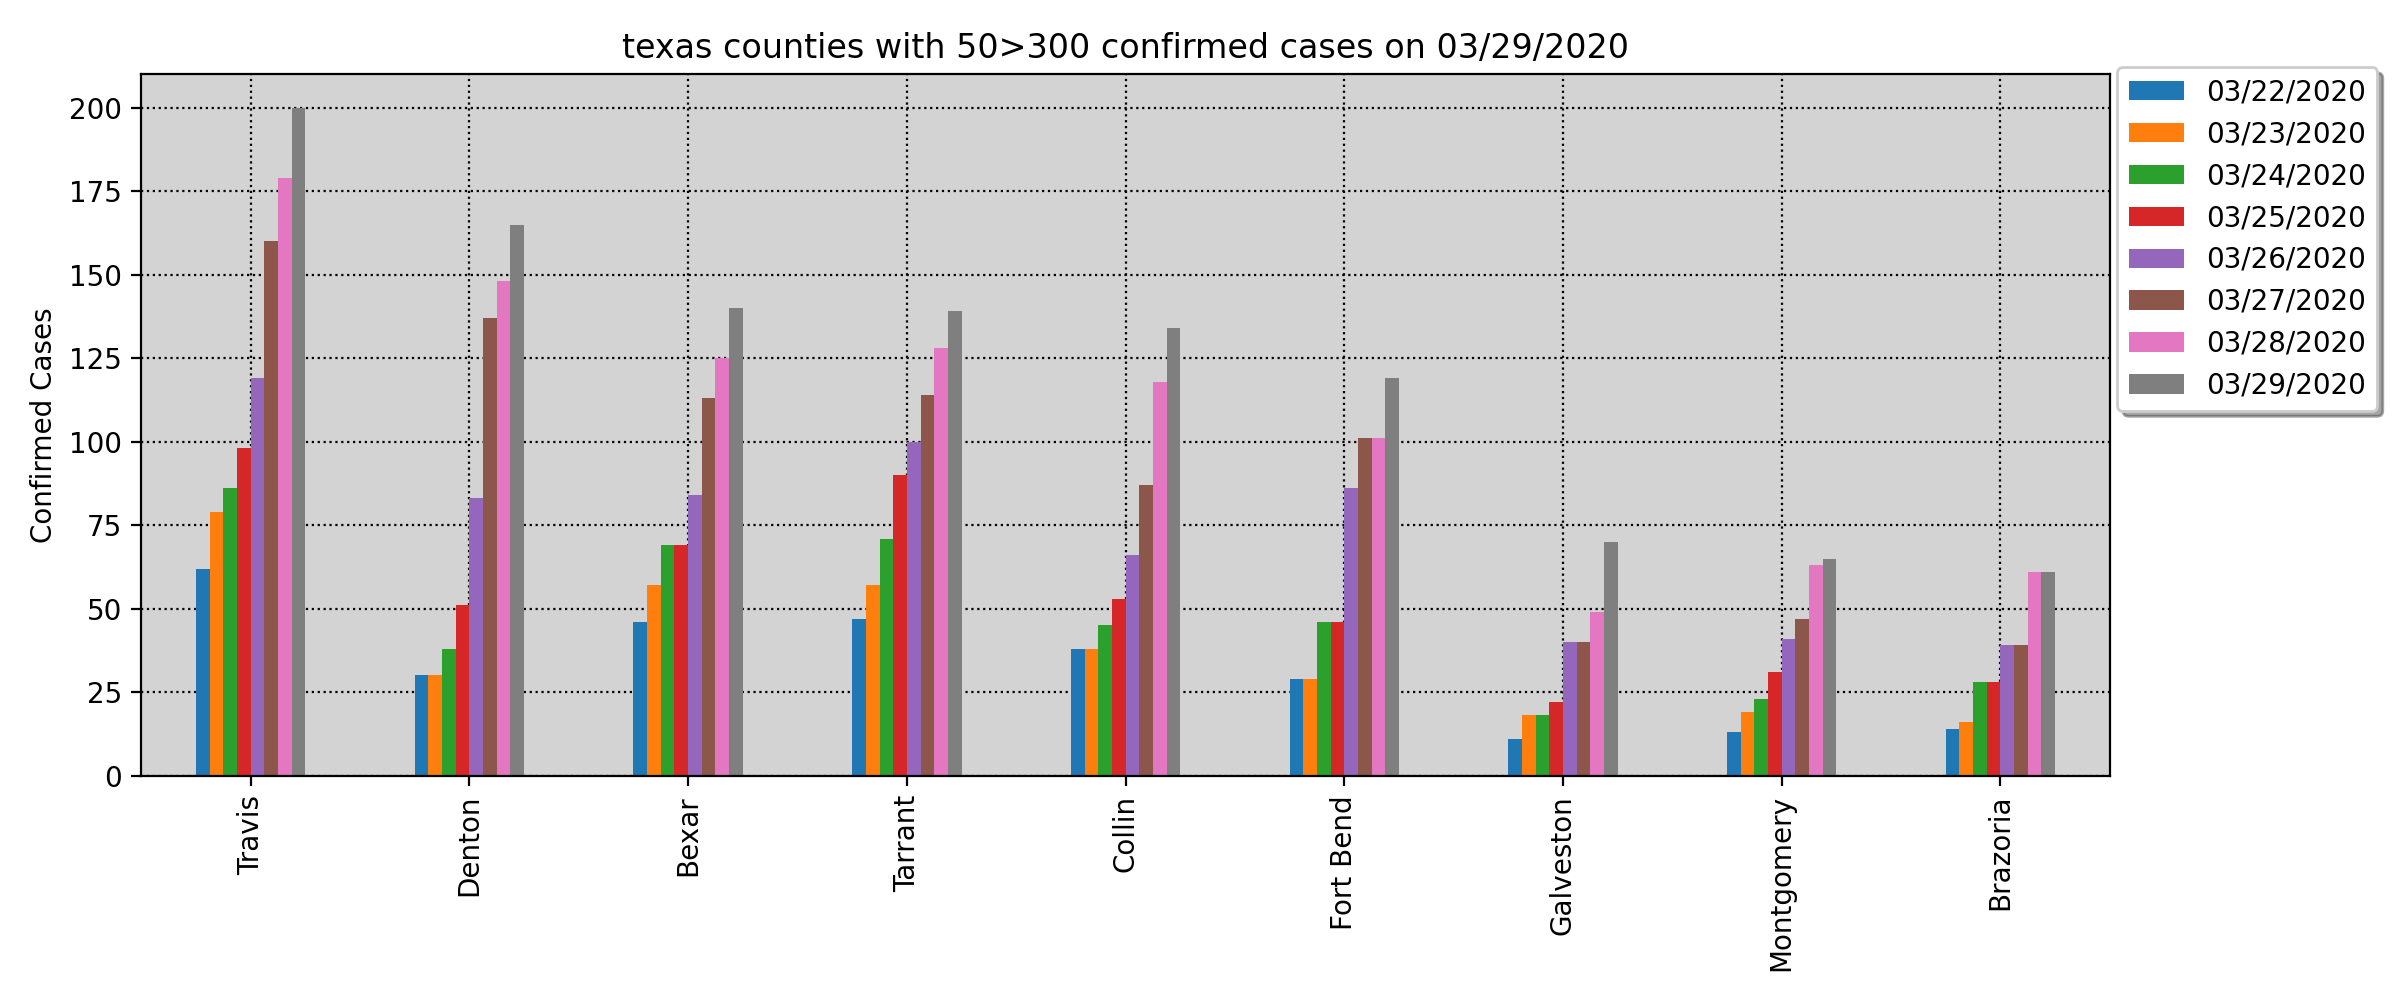 texas counties with 50>300 confirmed cases on 03/29/2020
Confirmed Cases
200
175
150
125
100
75
50
25
0
Travis
Denton
Bexar
Tarrant
Collin
Fort Bend
Galveston
Montgomery
Brazoria
03/22/2020
03/23/2020
03/24/2020
03/25/2020
03/26/2020
03/27/2020
03/28/2020
03/29/2020